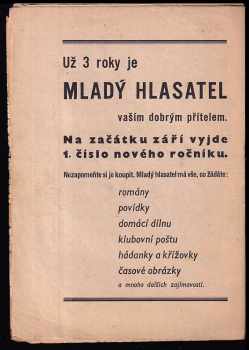 Už 3 roky je
MLADÝ HLASATEL
vaším dobrým přítelem.
Na začátku září vyjde
1. číslo nového ročníku.
Nezapomeňte si je koupit. Mladý hlasatel má vše, co žádáte:
romány
povídky
domácí dílnu
klubovní poštu
hádanky a křížovky
časové obrázky
a mnoho dalších zajímavostí.